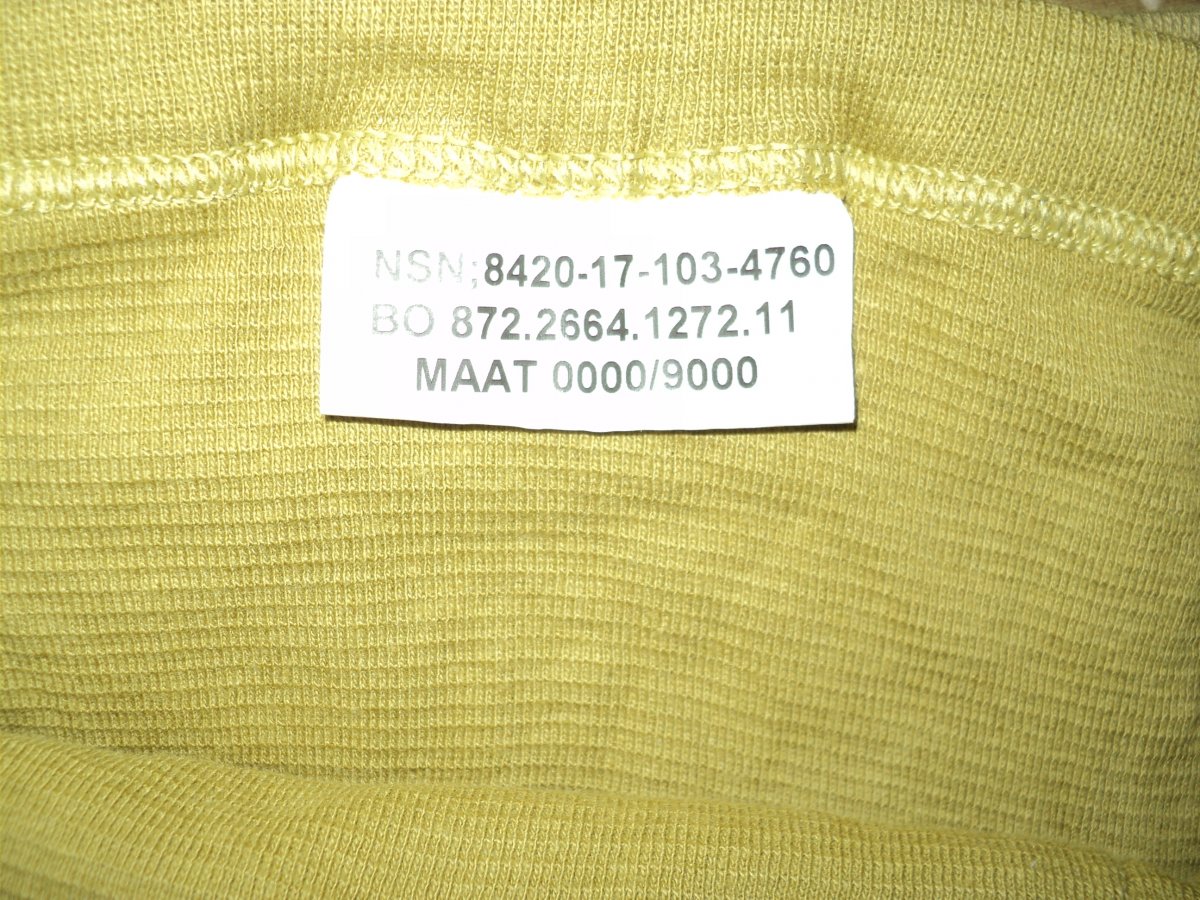 NSN;8420-17-103-4760
BO 872.2664.1272.11
MAAT 0000/9000